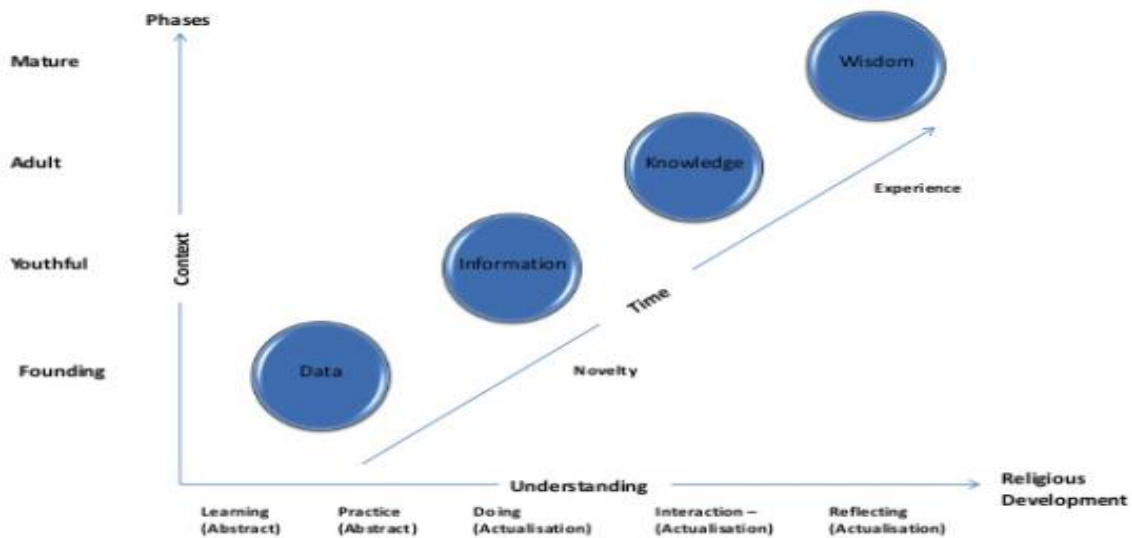 Phases
Mature
Wisdom
Adult
Knowledge
Experience
Context
Youthful
Information
Time
Founding
Data
Novelty
Understanding
Religious
Development
Learning
(Abstract)
Practice
(Abstract)
Doing
(Actualisation)
Interaction –
(Actualisation)
Reflecting
(Actualisation)